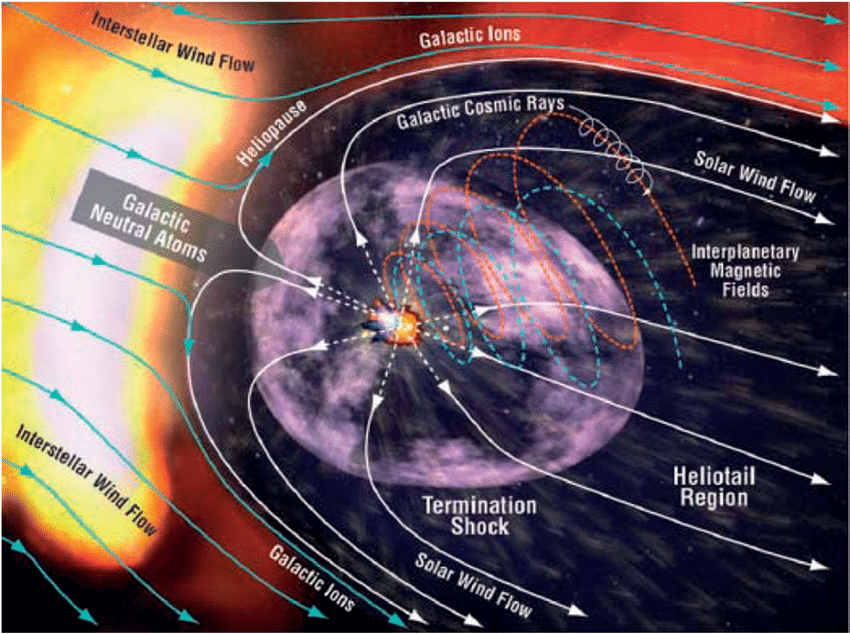 Interstellar Wind Flow
Galactic Ions
Heliopause
Galactic Cosmic Rays
Solar Wind Flow
Galactic
Neutral Atoms
Interplanetary
Magnetic
Fields
Interstellar Wind Flow
Termination
Shock
Heliotail
Region
Galactic Ions
Solar Wind Flow